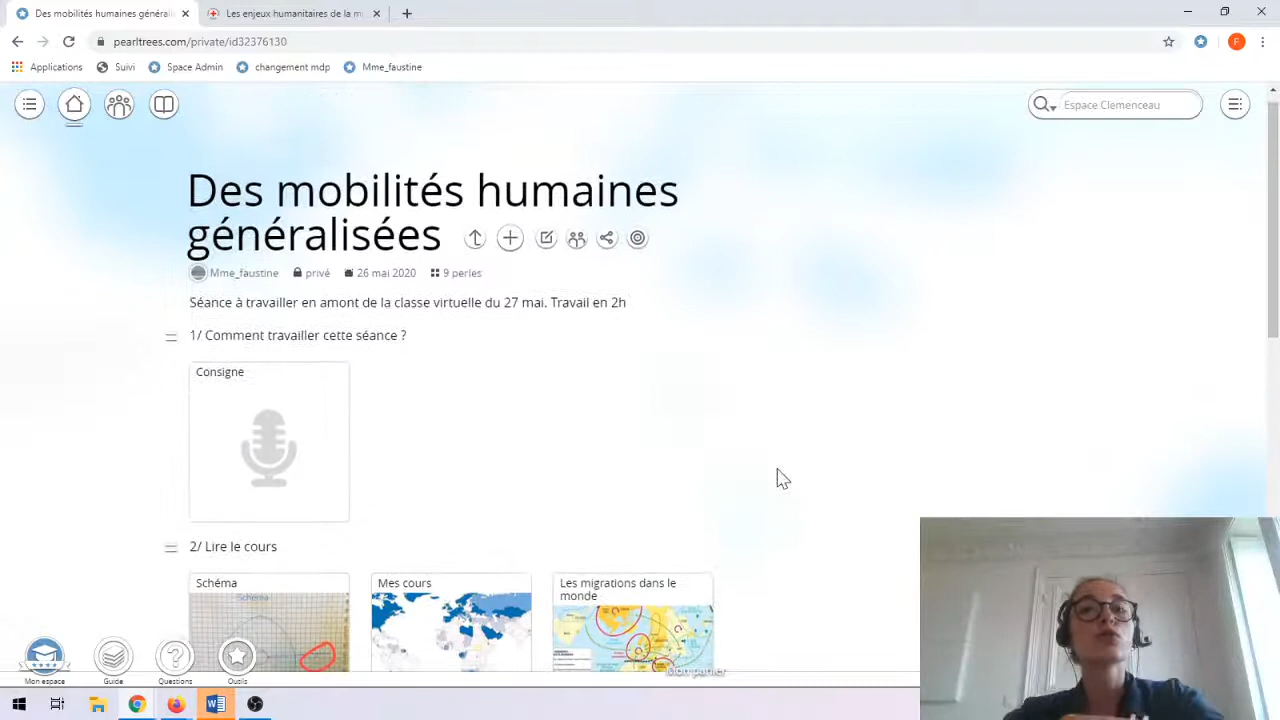 Des mobilités humaines générali
Les enjeux humanitaires de la m
pearltrees.com/private/id32376130
F
Applications
Suivi
Space Admin
changement mdp
Mme_faustine
Espace Clemenceau
Des mobilités humaines
généralisées
Mme_faustine privé 26 mai 2020 9 perles
Séance à travailler en amont de la classe virtuelle du 27 mai. Travail en 2h
1/ Comment travailler cette séance ?
Consigne
2/ Lire le cours
Schéma
Schéma
Mes cours
Les migrations dans le
monde
Mon espace
Guide
Questions
Outils
Mon panier